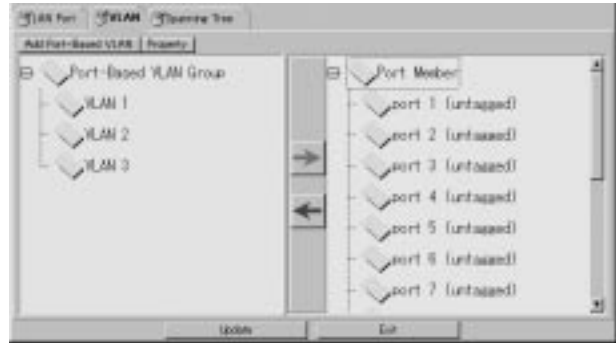 LAN Port VLAN Spanning Tree
Add Port-Based VLAN Property
Port-Based VLAN Group
VLAN 1
VLAN 2
VLAN 3
Port Member
port 1 (untagged)
port 2 (untagged)
port 3 (untagged)
port 4 (untagged)
port 5 (untagged)
port 6 (untagged)
port 7 (untagged)
Update Exit